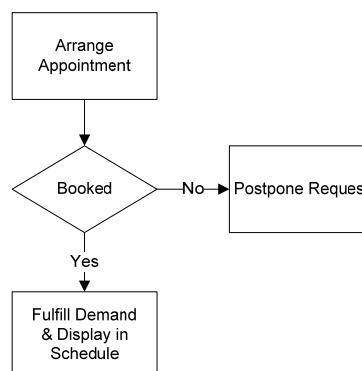 Arrange
Appointment
Booked
No
Postpone Reques
Yes
Fulfill Demand
& Display in
Schedule